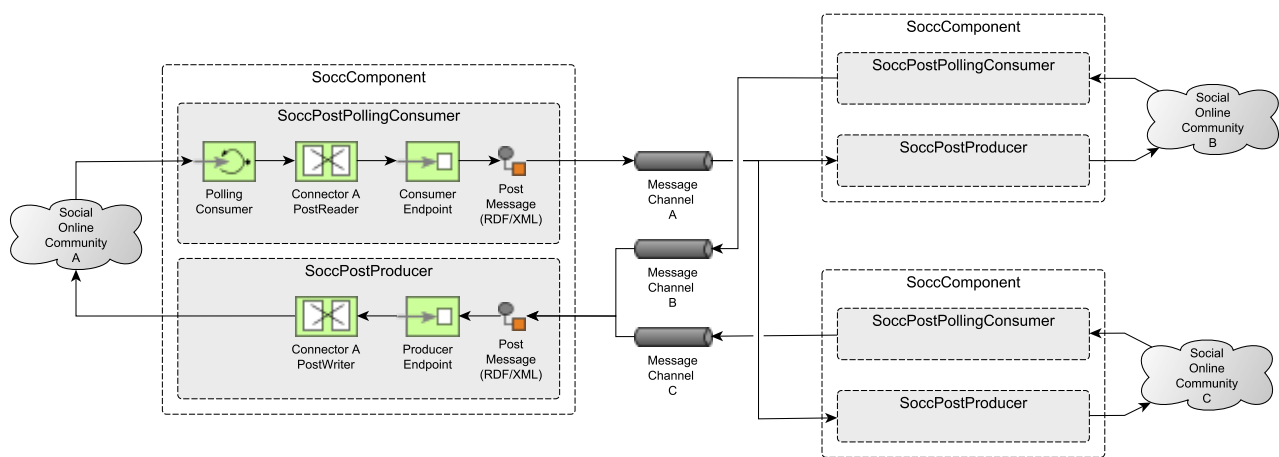 SoccComponent
SoccPostPollingConsumer
Polling
Consumer
Connector A
PostReader
Consumer
Endpoint
Post
Message
(RDF/XML)
Social
Online
Community
A
SoccPostProducer
Connector A
PostWriter
Producer
Endpoint
Post
Message
(RDF/XML)
Message
Channel
A
Message
Channel
B
Message
Channel
C
SoccComponent
SoccPostPollingConsumer
SoccPostProducer
Social
Online
Community
B
SoccComponent
SoccPostPollingConsumer
SoccPostProducer
Social
Online
Community
C